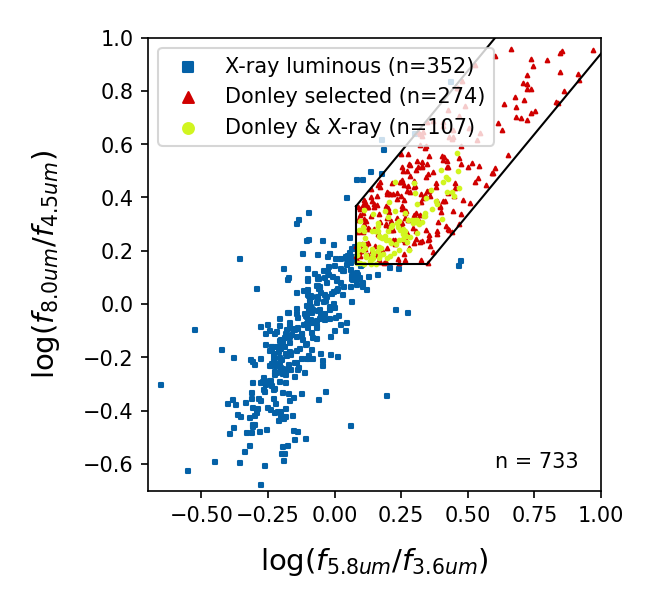 X-ray luminous (n=352)
Donley selected (n=274)
Donley & X-ray (n=107)
1.0
0.8
0.6
0.4
0.2
0.0
−0.2
−0.4
−0.6
log(f8.0um/f4.5um)
n = 733
−0.50 −0.25 0.00 0.25 0.50 0.75 1.00
log(f5.8um/f3.6um)